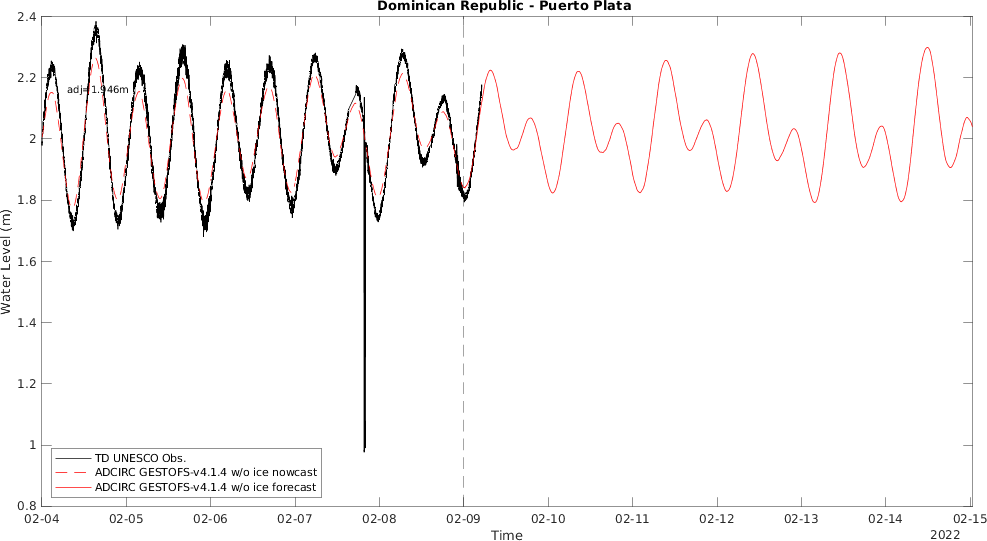 Dominican Republic - Puerto Plata
2.4
2.2
2
1.8
1.6
1.4
1.2
1
0.8
Water Level (m)
adj=1.946m
TD UNESCO Obs.
ADCIRC GESTOFS-v4.1.4 w/o ice nowcast
ADCIRC GESTOFS-v4.1.4 w/o ice forecast
02-04 02-05 02-06 02-07 02-08 02-09 02-10 02-11 02-12 02-13 02-14 02-15
Time
2022